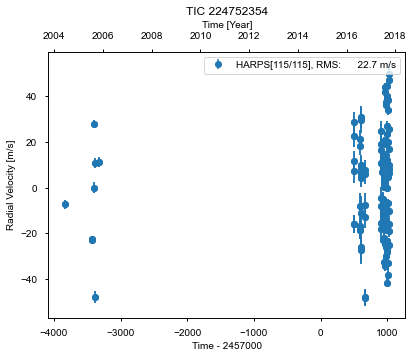 TIC 224752354
Time [Year]
2004 2006 2008 2010 2012 2014 2016 2018
HARPS[115/115], RMS: 22.7 m/s
Radial Velocity [m/s]
40
20
0
−20
−40
−4000 −3000 −2000 −1000 0 1000
Time - 2457000